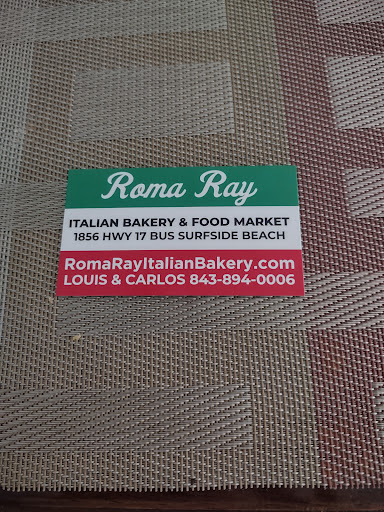 Roma Ray
ITALIAN BAKERY & FOOD MARKET
1856 HWY 17 BUS SURFSIDE BEACH
RomaRayItalianBakery.com
LOUIS & CARLOS 843-894-0006